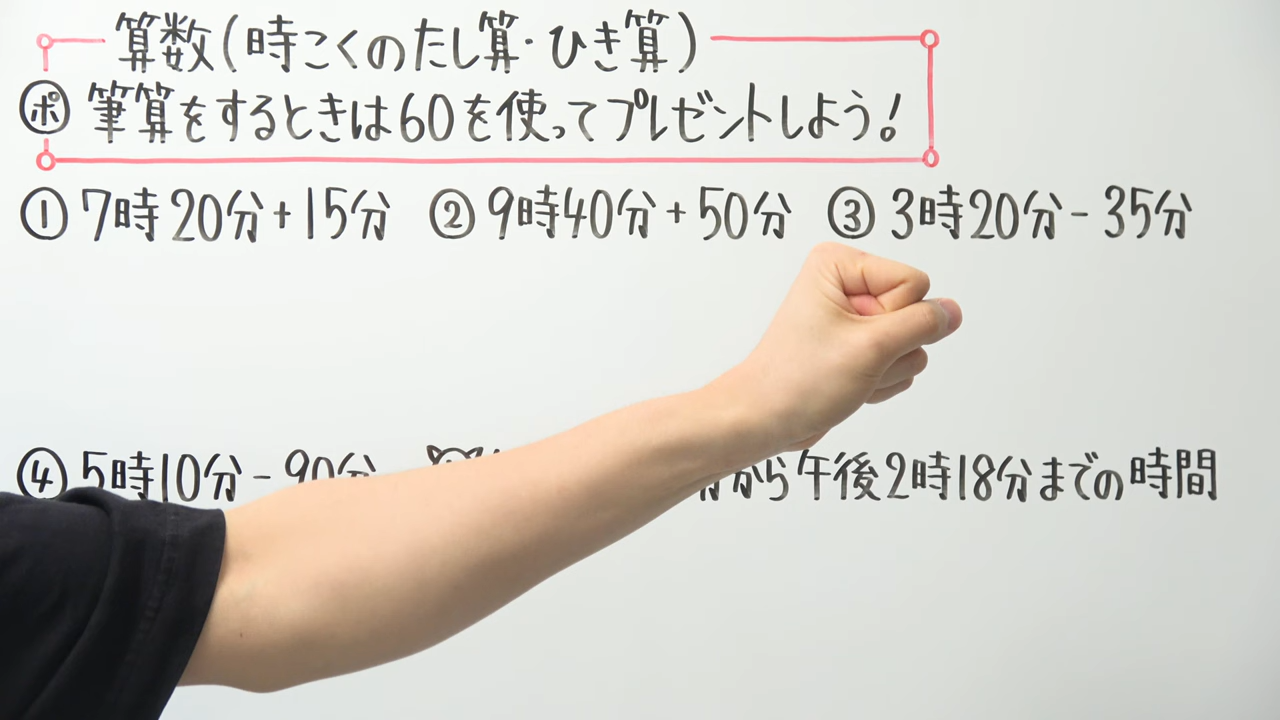 算数(時こくのたし算・ひき算)
ポ 筆算をするときは60を使ってプレゼントしよう!
① 7時20分+15分 ② 9時40分+50分 ③ 3時20分-35分
④ 5時10分-90分 から午後2時18分までの時間